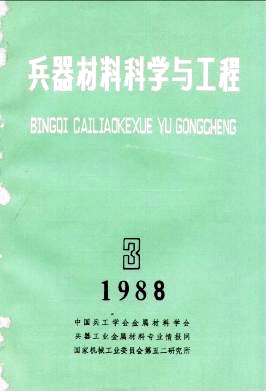 兵器材料科学与工程
BINGQI CAILIAOKEXUE YU GONGCHENG
3
1988
中国兵工学会金属材料学会
兵器工业金属材料专业情报网
国家机械工业委员会第五二研究所